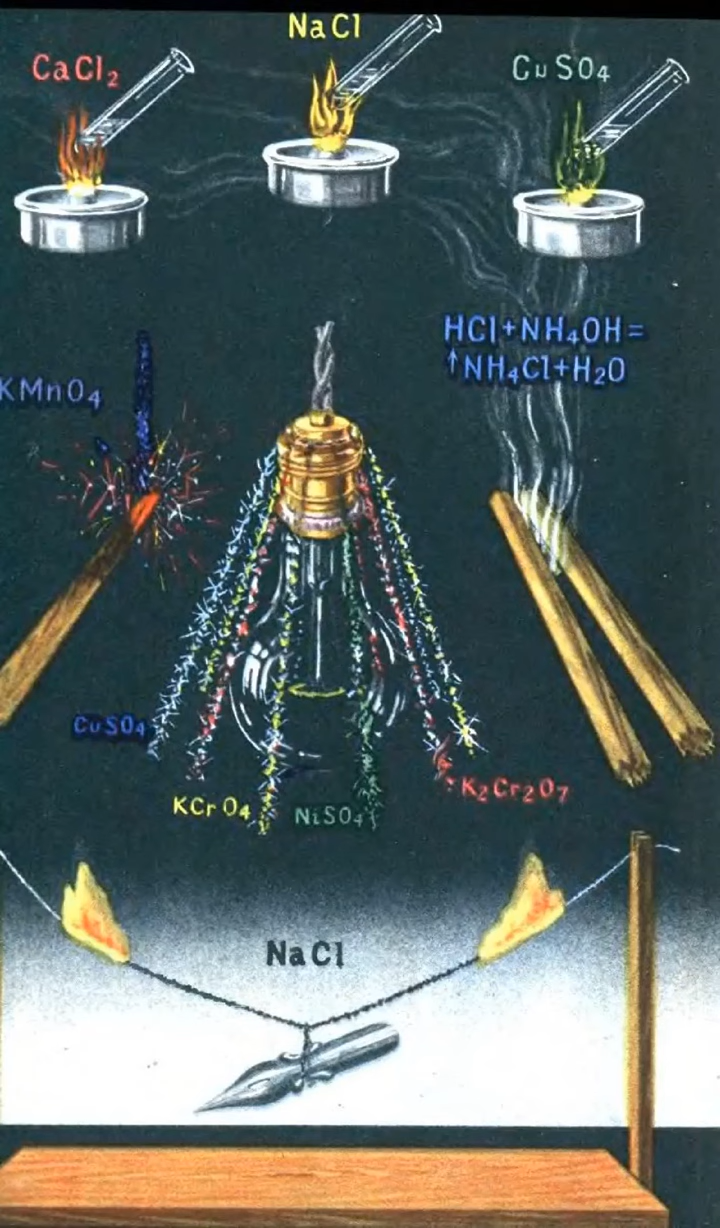 NaCl
CaCl₂
CuSO₄
HCl+NH₄OH=
↑NH₄Cl+H₂O
KMnO₄
CuSO₄
K₂Cr₂O₇
KCrO₄
NiSO₄
NaCl